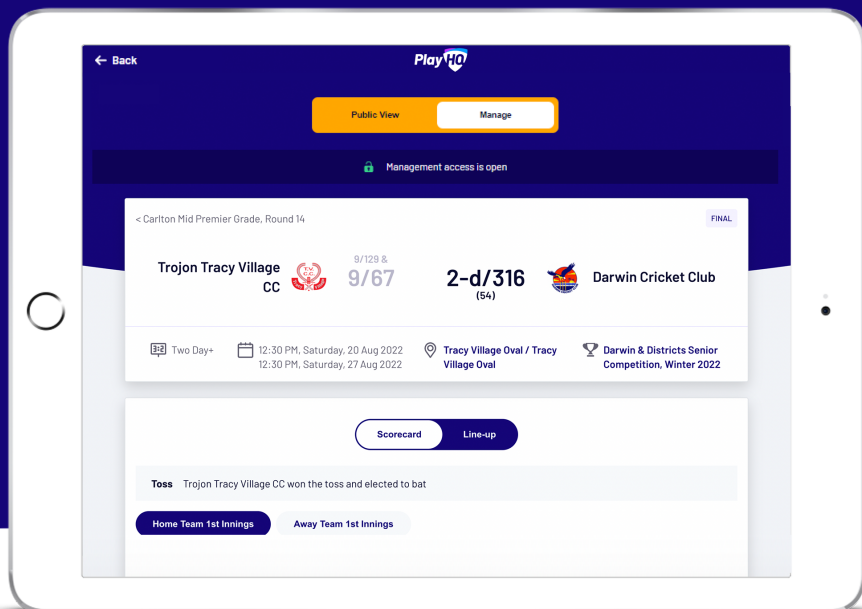 ← Back
PlayHQ
Public View
Manage
Management access is open
< Carlton Mid Premier Grade, Round 14
FINAL
Trojon Tracy Village
CC
T.V.
C.C.
9/129 &
9/67
2-d/316
(54)
Darwin Cricket Club
3:2 Two Day+
12:30 PM, Saturday, 20 Aug 2022
12:30 PM, Saturday, 27 Aug 2022
Tracy Village Oval / Tracy
Village Oval
Darwin & Districts Senior
Competition, Winter 2022
Scorecard
Line-up
Toss Trojon Tracy Village CC won the toss and elected to bat
Home Team 1st Innings
Away Team 1st Innings